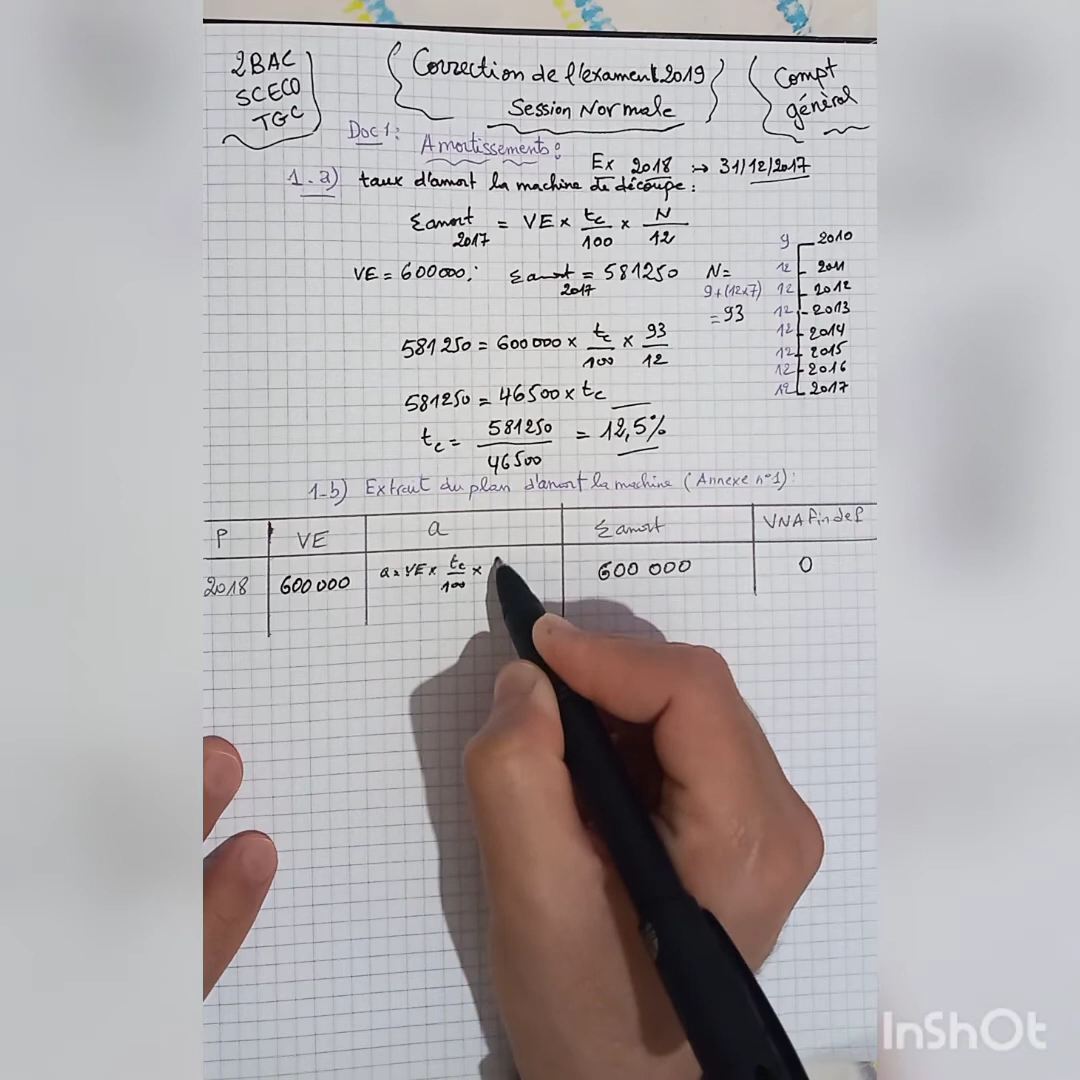 2BAC
SCECO
TGC
Correction de l'examen N.2019
Session Normale
Compt
général
Doc 1:
Amortissements:
Ex 2018 → 31/12/2017
1-a) taux d'amort la machine de découpe:
Σamort 2017 = VE × tc/100 × N/12
VE = 600000; Σamort 2017 = 581250
N=
9+(12×7)
= 93
9 2010
12 2011
12 2012
12 2013
12 2014
12 2015
12 2016
12 2017
581250 = 600000 × tc/100 × 93/12
581250 = 46500 × tc
tc = 581250/46500 = 12,5%
1-b) Extrait du plan d'amort la machine (Annexe n°1):
P VE a Σamort VNA fin de P
2018 600000 a = VE × tc/100 × 600 000 0
InShOt